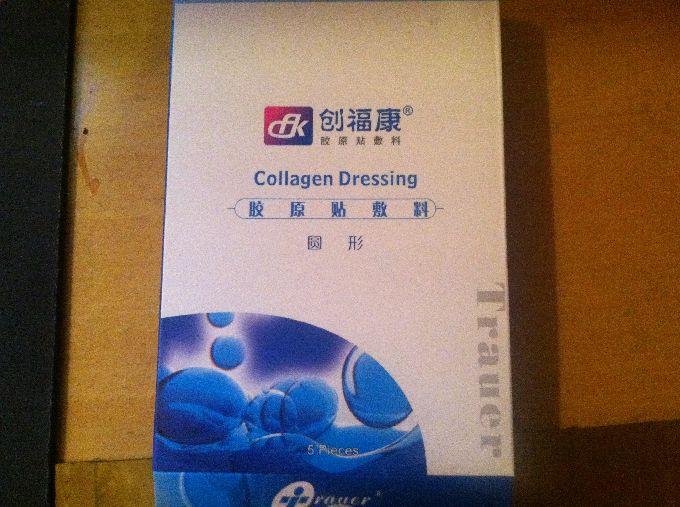 cfk 创福康®
胶原贴敷料
Collagen Dressing
胶原贴敷料
圆形
Trauer
5 Pieces
Trauer®